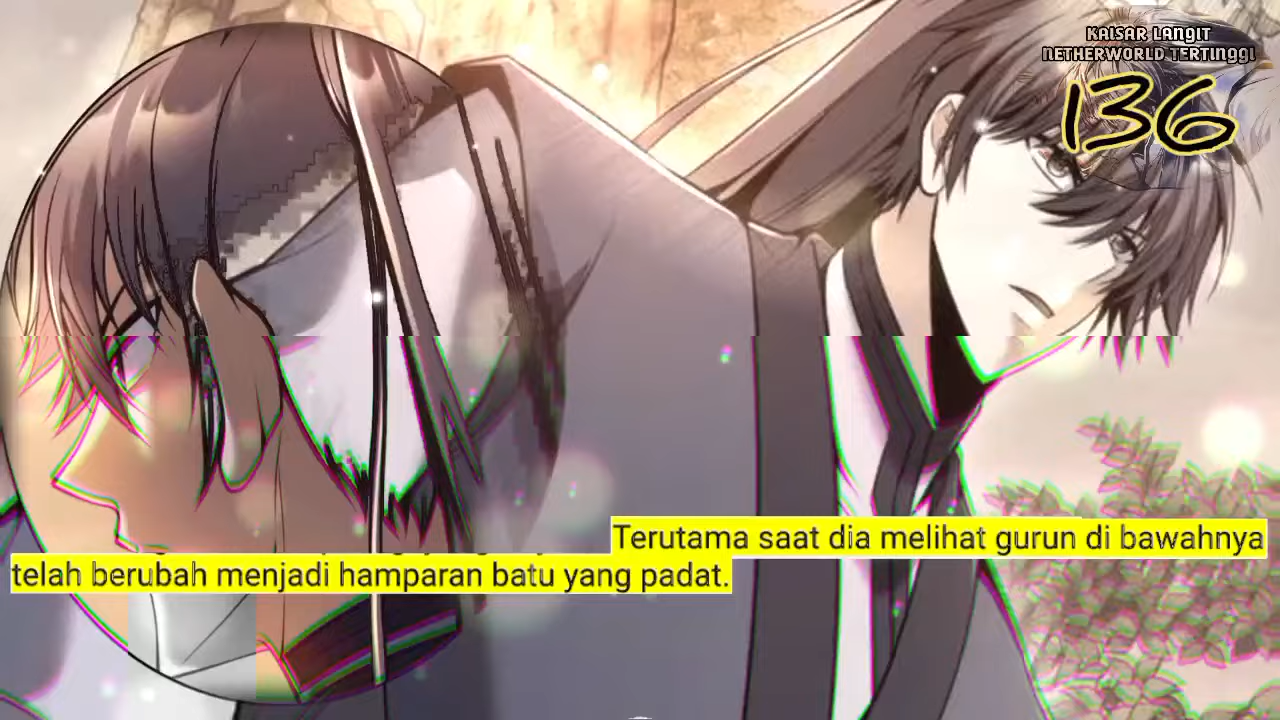 KAISAR LANGIT
NETHERWORLD TERTINGGI
136
Terutama saat dia melihat gurun di bawahnya
telah berubah menjadi hamparan batu yang padat.